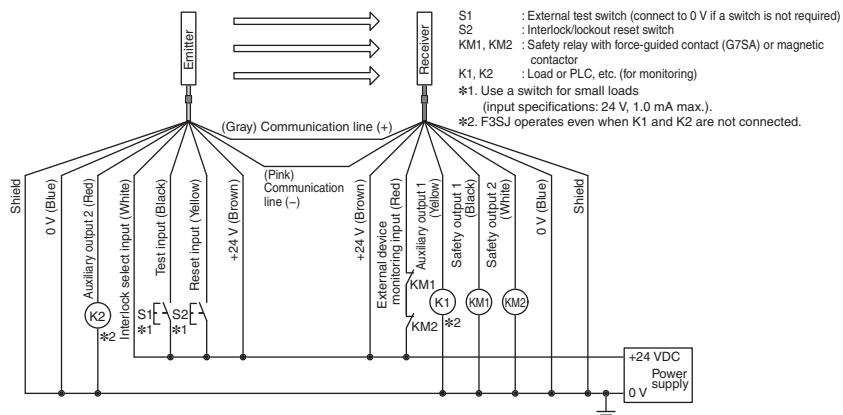 S1 : External test switch (connect to 0 V if a switch is not required)
S2 : Interlock/lockout reset switch
KM1, KM2 : Safety relay with force-guided contact (G7SA) or magnetic
contactor
K1, K2 : Load or PLC, etc. (for monitoring)
✻1. Use a switch for small loads
(input specifications: 24 V, 1.0 mA max.).
✻2. F3SJ operates even when K1 and K2 are not connected.
Emitter
Receiver
(Gray) Communication line (+)
(Pink)
Communication
line (−)
Shield
0 V (Blue)
Auxiliary output 2 (Red)
Interlock select input (White)
Test input (Black)
Reset input (Yellow)
+24 V (Brown)
+24 V (Brown)
External device
monitoring input (Red)
Auxiliary output 1
(Yellow)
Safety output 1
(Black)
Safety output 2
(White)
0 V (Blue)
Shield
KM1
KM2
K2
✻2
S1
✻1
S2
✻1
K1
✻2
KM1
KM2
+24 VDC
Power
supply
0 V